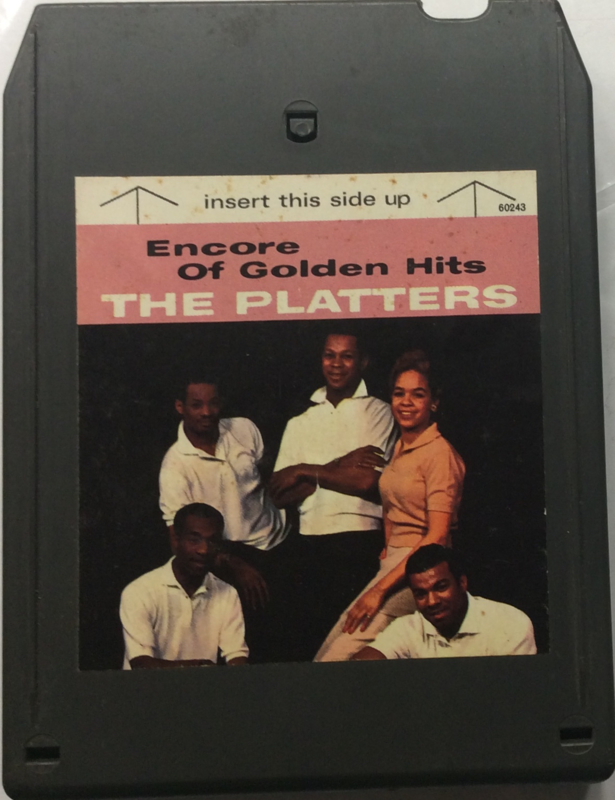 insert this side up
60243
Encore
Of Golden Hits
THE PLATTERS